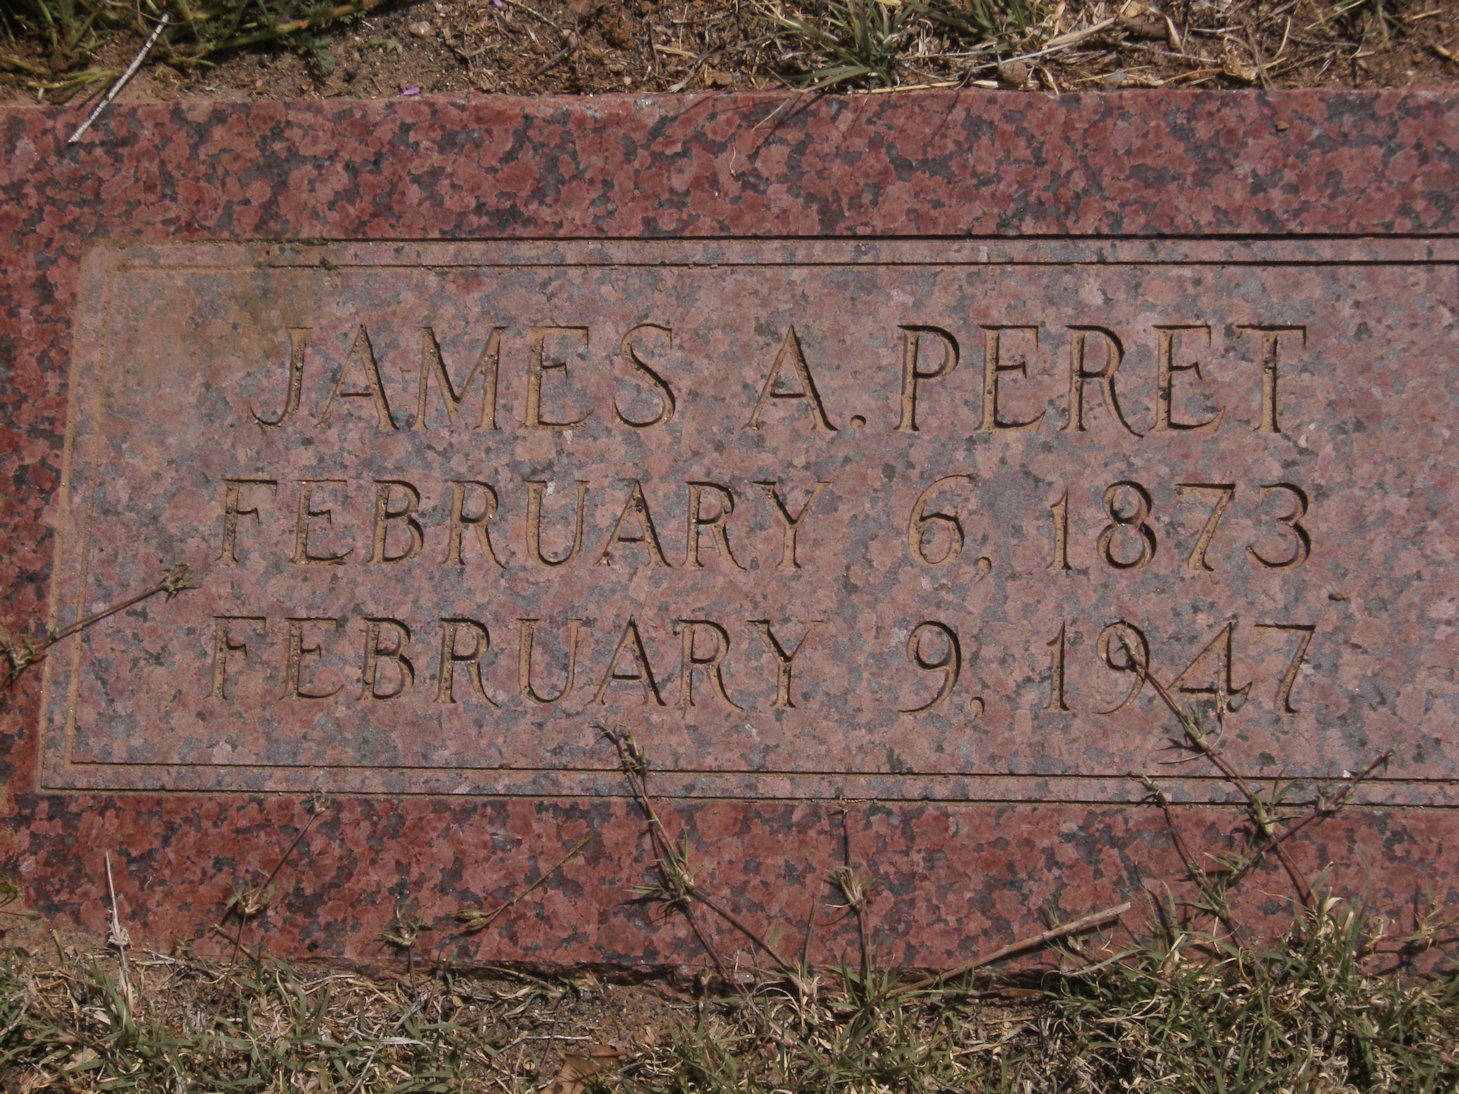 JAMES A. PERET
FEBRUARY 6, 1873
FEBRUARY 9, 1947